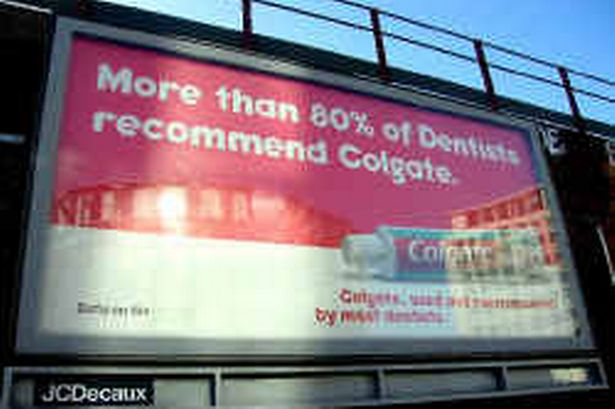 More than 80% of Dentists
recommend Colgate.
Colgate
Colgate, used and recommended
by most dentists.
JCDecaux